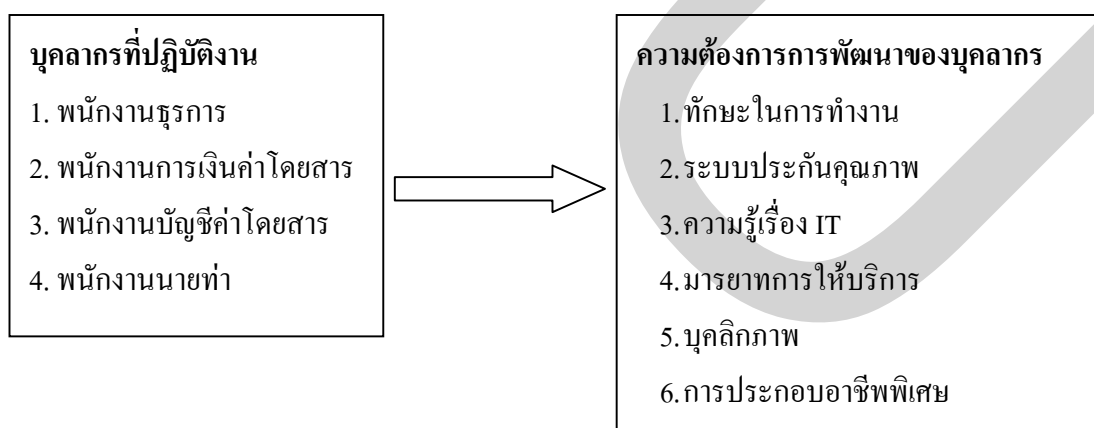 บุคลากรที่ปฏิบัติงาน
1. พนักงานธุรการ
2. พนักงานการเงินค่าโดยสาร
3. พนักงานบัญชีค่าโดยสาร
4. พนักงานนายท่า
ความต้องการการพัฒนาของบุคลากร
1.ทักษะในการทำงาน
2.ระบบประกันคุณภาพ
3.ความรู้เรื่อง IT
4.มารยาทการให้บริการ
5.บุคลิกภาพ
6.การประกอบอาชีพพิเศษ